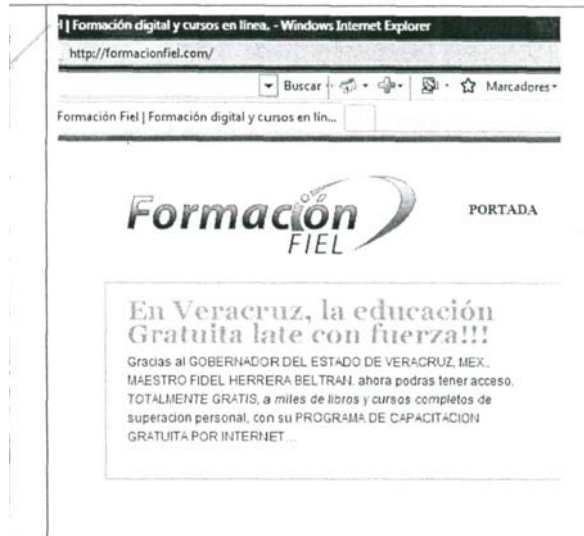 l | Formación digital y cursos en línea. - Windows Internet Explorer
http://formacionfiel.com/
Buscar
Marcadores
Formación Fiel | Formación digital y cursos en lín...
Formación
FIEL
PORTADA
En Veracruz, la educación
Gratuita late con fuerza!!!
Gracias al GOBERNADOR DEL ESTADO DE VERACRUZ, MEX.,
MAESTRO FIDEL HERRERA BELTRAN. ahora podras tener acceso,
TOTALMENTE GRATIS, a miles de libros y cursos completos de
superacion personal, con su PROGRAMA DE CAPACITACION
GRATUITA POR INTERNET...